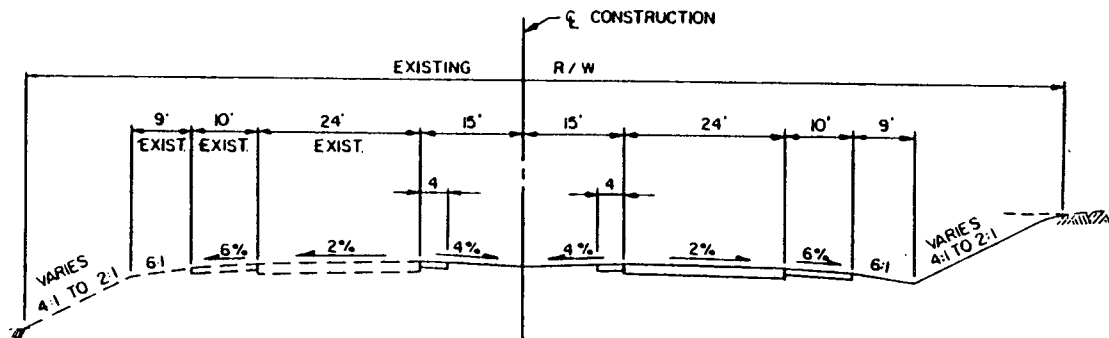 ℄ CONSTRUCTION
EXISTING R/W
9' 10' 24' 15' 15' 24' 10' 9'
EXIST. EXIST. EXIST.
4 4
VARIES
4:1 TO 2:1
6:1 6% 2% 4% 4% 2% 6% 6:1
VARIES
4:1 TO 2:1